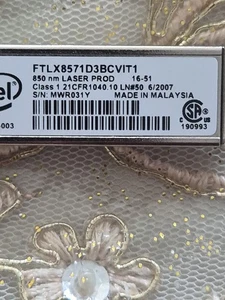 FTLX8571D3BCVIT1
850 nm LASER PROD 16-51
Class 1 21CFR1040.10 LN#50 6/2007
S/N: MWR031Y MADE IN MALAYSIA
-003
190993